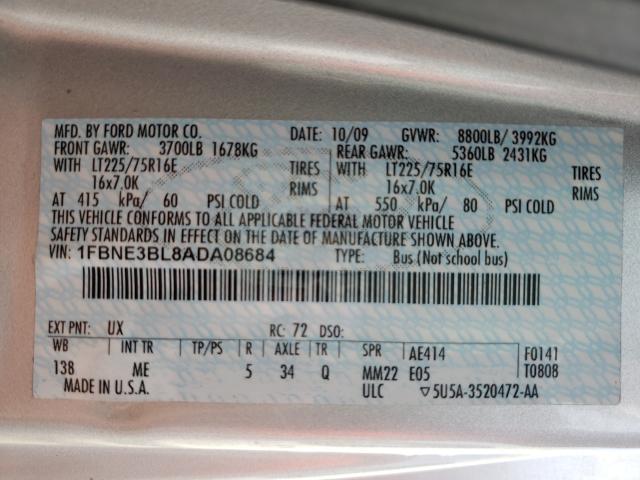 MFD. BY FORD MOTOR CO. DATE: 10/09 GVWR: 8800LB/ 3992KG
FRONT GAWR: 3700LB 1678KG REAR GAWR: 5360LB 2431KG
WITH LT225/75R16E TIRES WITH LT225/75R16E TIRES
16x7.0K RIMS 16x7.0K RIMS
AT 415 kPa/ 60 PSI COLD AT 550 kPa/ 80 PSI COLD
THIS VEHICLE CONFORMS TO ALL APPLICABLE FEDERAL MOTOR VEHICLE
SAFETY STANDARDS IN EFFECT ON THE DATE OF MANUFACTURE SHOWN ABOVE.
VIN: 1FBNE3BL8ADA08684 TYPE: Bus (Not school bus)
EXT PNT: UX RC: 72 DSO:
WB INT TR TP/PS R AXLE TR SPR AE414 F0141
138 ME 5 34 Q MM22 E05 T0808
MADE IN U.S.A. ULC ▽5U5A-3520472-AA